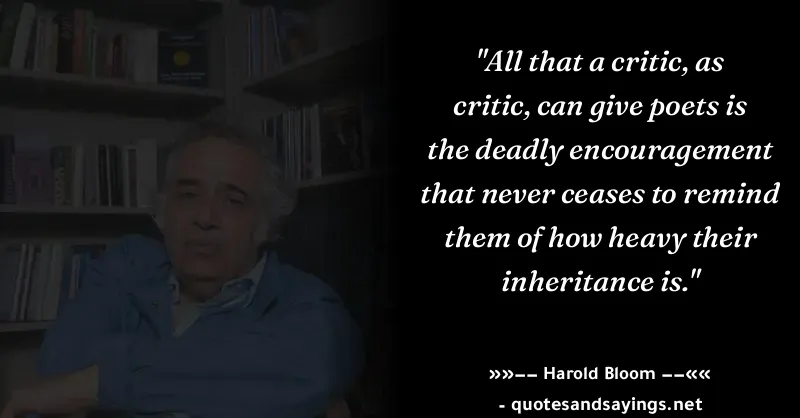 "All that a critic, as
critic, can give poets is
the deadly encouragement
that never ceases to remind
them of how heavy their
inheritance is."
»»–– Harold Bloom ––««
- quotesandsayings.net